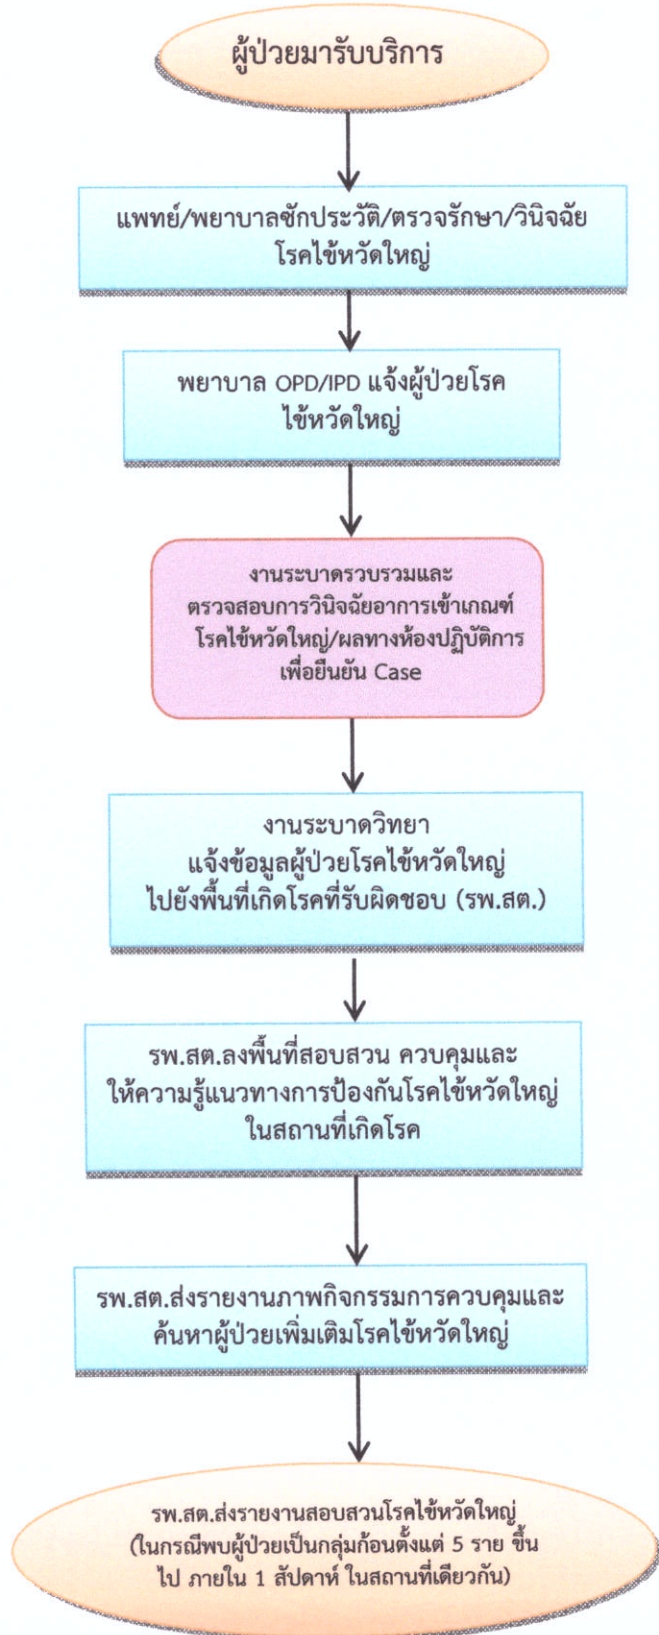 ผู้ป่วยมารับบริการ
แพทย์/พยาบาลซักประวัติ/ตรวจรักษา/วินิจฉัย
โรคไข้หวัดใหญ่
พยาบาล OPD/IPD แจ้งผู้ป่วยโรค
ไข้หวัดใหญ่
งานระบาดรวบรวมและ
ตรวจสอบการวินิจฉัยอาการเข้าเกณฑ์
โรคไข้หวัดใหญ่/ผลทางห้องปฏิบัติการ
เพื่อยืนยัน Case
งานระบาดวิทยา
แจ้งข้อมูลผู้ป่วยโรคไข้หวัดใหญ่
ไปยังพื้นที่เกิดโรคที่รับผิดชอบ (รพ.สต.)
รพ.สต.ลงพื้นที่สอบสวน ควบคุมและ
ให้ความรู้แนวทางการป้องกันโรคไข้หวัดใหญ่
ในสถานที่เกิดโรค
รพ.สต.ส่งรายงานภาพกิจกรรมการควบคุมและ
ค้นหาผู้ป่วยเพิ่มเติมโรคไข้หวัดใหญ่
รพ.สต.ส่งรายงานสอบสวนโรคไข้หวัดใหญ่
(ในกรณีพบผู้ป่วยเป็นกลุ่มก้อนตั้งแต่ 5 ราย ขึ้น
ไป ภายใน 1 สัปดาห์ ในสถานที่เดียวกัน)